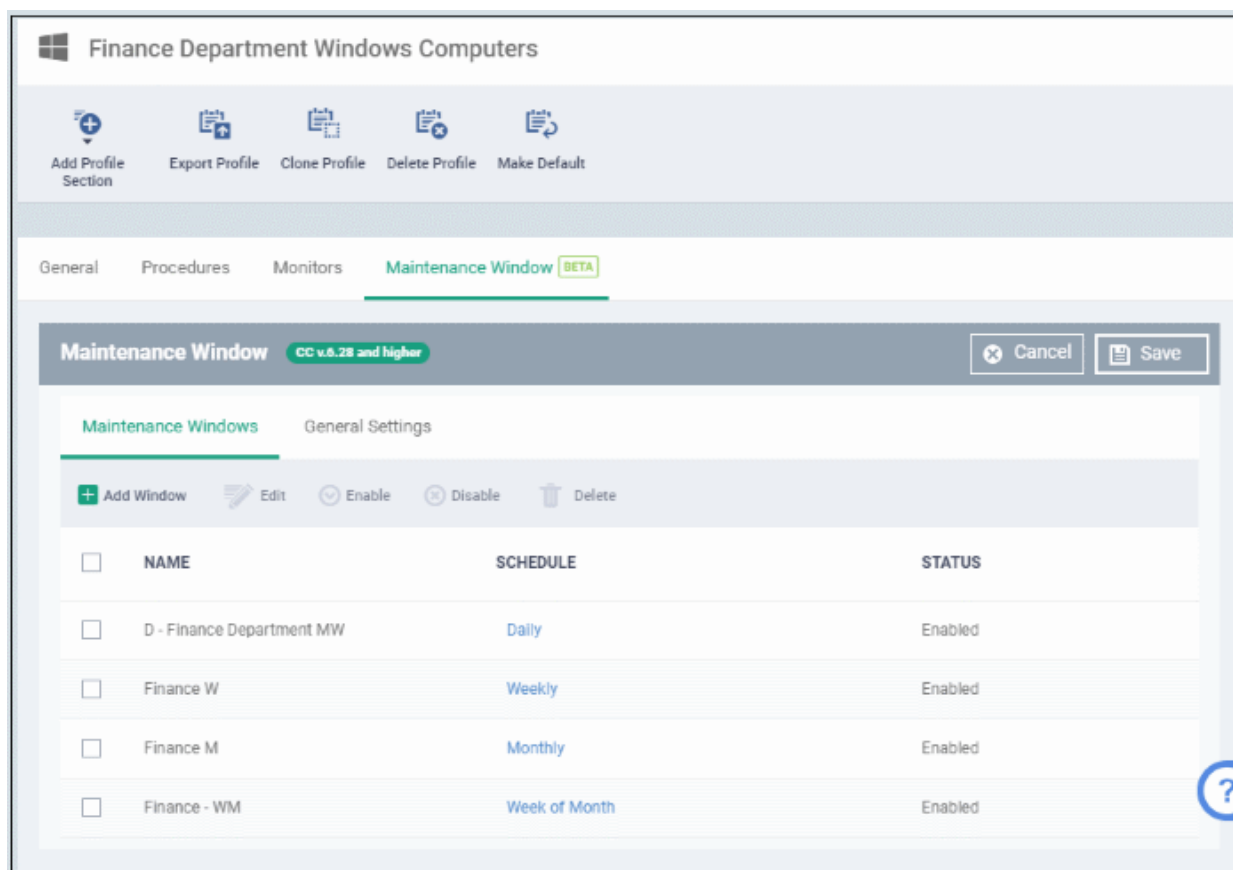 Finance Department Windows Computers
Add Profile Section
Export Profile
Clone Profile
Delete Profile
Make Default
General Procedures Monitors Maintenance Window BETA
Maintenance Window CC v.6.28 and higher Cancel Save
Maintenance Windows General Settings
Add Window Edit Enable Disable Delete
NAME SCHEDULE STATUS
D - Finance Department MW Daily Enabled
Finance W Weekly Enabled
Finance M Monthly Enabled
Finance - WM Week of Month Enabled
?